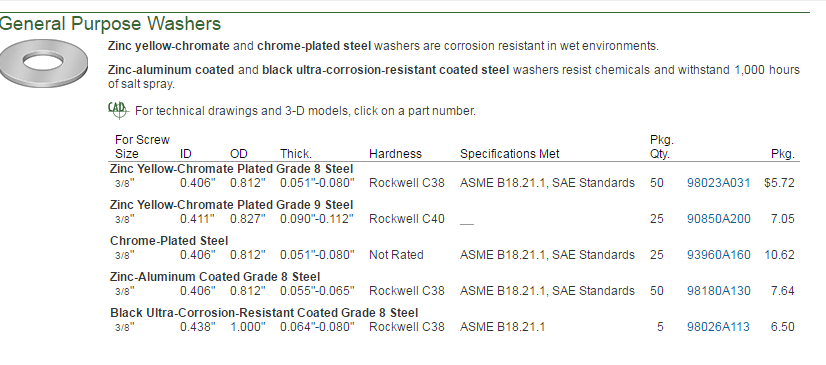 General Purpose Washers
Zinc yellow-chromate and chrome-plated steel washers are corrosion resistant in wet environments.
Zinc-aluminum coated and black ultra-corrosion-resistant coated steel washers resist chemicals and withstand 1,000 hours
of salt spray.
CAD For technical drawings and 3-D models, click on a part number.
For Screw Pkg.
Size ID OD Thick. Hardness Specifications Met Qty. Pkg.
Zinc Yellow-Chromate Plated Grade 8 Steel
3/8" 0.406" 0.812" 0.051"-0.080" Rockwell C38 ASME B18.21.1, SAE Standards 50 98023A031 $5.72
Zinc Yellow-Chromate Plated Grade 9 Steel
3/8" 0.411" 0.827" 0.090"-0.112" Rockwell C40 __ 25 90850A200 7.05
Chrome-Plated Steel
3/8" 0.406" 0.812" 0.051"-0.080" Not Rated ASME B18.21.1, SAE Standards 25 93960A160 10.62
Zinc-Aluminum Coated Grade 8 Steel
3/8" 0.406" 0.812" 0.055"-0.065" Rockwell C38 ASME B18.21.1, SAE Standards 50 98180A130 7.64
Black Ultra-Corrosion-Resistant Coated Grade 8 Steel
3/8" 0.438" 1.000" 0.064"-0.080" Rockwell C38 ASME B18.21.1 5 98026A113 6.50